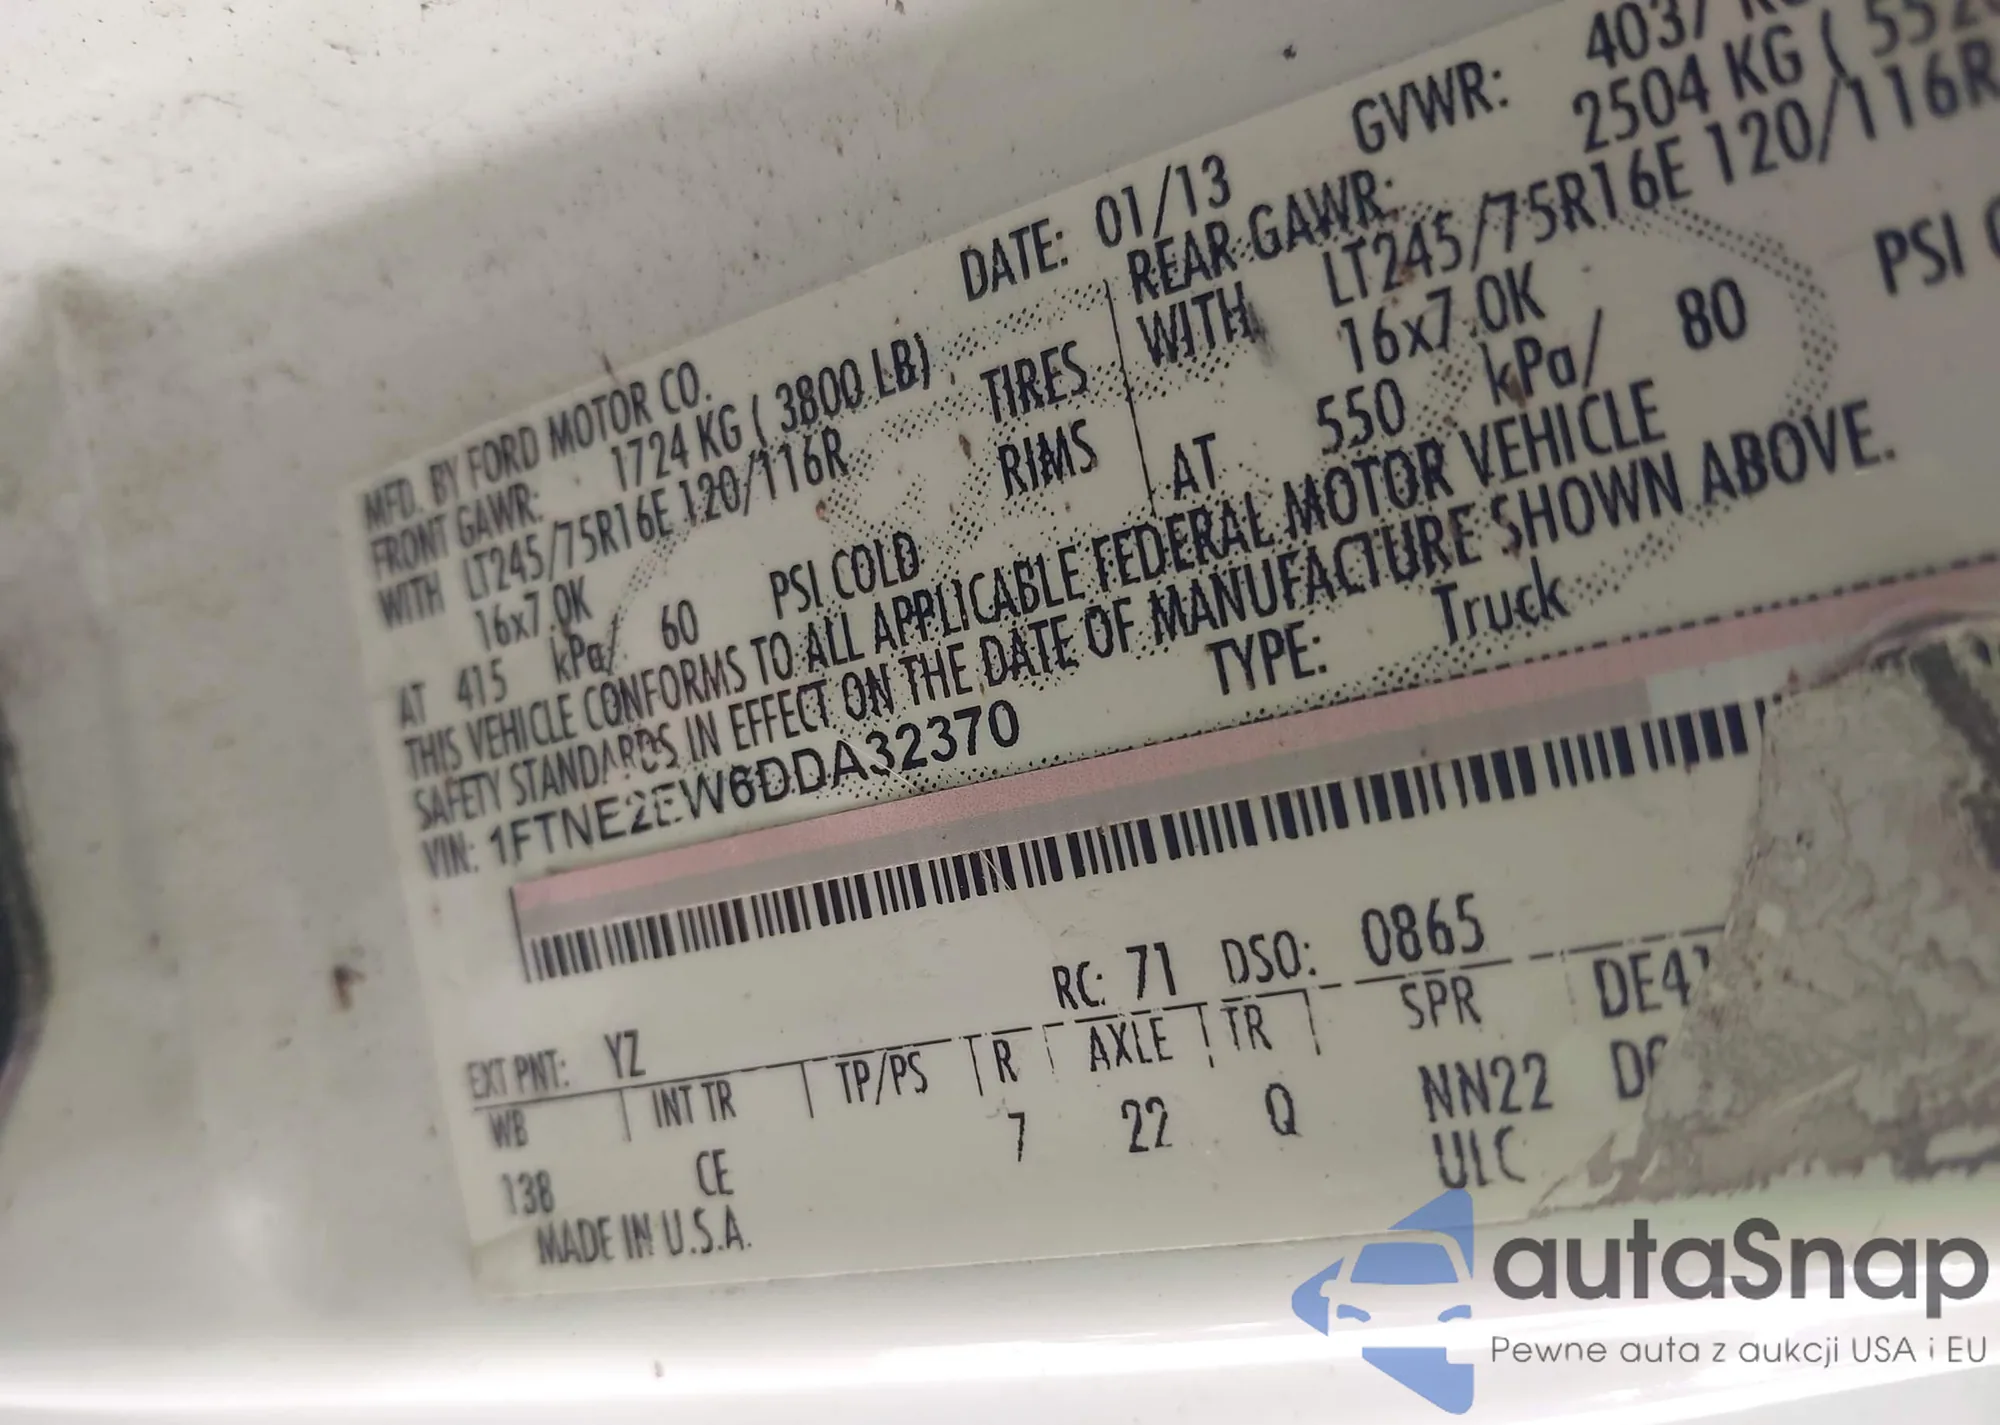 MFD. BY FORD MOTOR CO.
DATE: 01/13
GVWR: 4037
FRONT GAWR: 1724 KG ( 3800 LB)
REAR GAWR: 2504 KG (
WITH LT245/75R16E 120/116R TIRES
WITH LT245/75R16E 120/116R
16x7.0K RIMS
16x7.0K
AT 415 kPa/ 60 PSI COLD
AT 550 kPa/ 80 PSI
THIS VEHICLE CONFORMS TO ALL APPLICABLE FEDERAL MOTOR VEHICLE
SAFETY STANDARDS IN EFFECT ON THE DATE OF MANUFACTURE SHOWN ABOVE.
VIN: 1FTNE2EW6DDA32370
TYPE: Truck
EXT PNT: YZ RC: 71 DSO: 0865
WB INT TR TP/PS R AXLE TR SPR
138 CE 7 22 Q NN22
ULC
MADE IN U.S.A.
autaSnap
Pewne auta z aukcji USA i EU